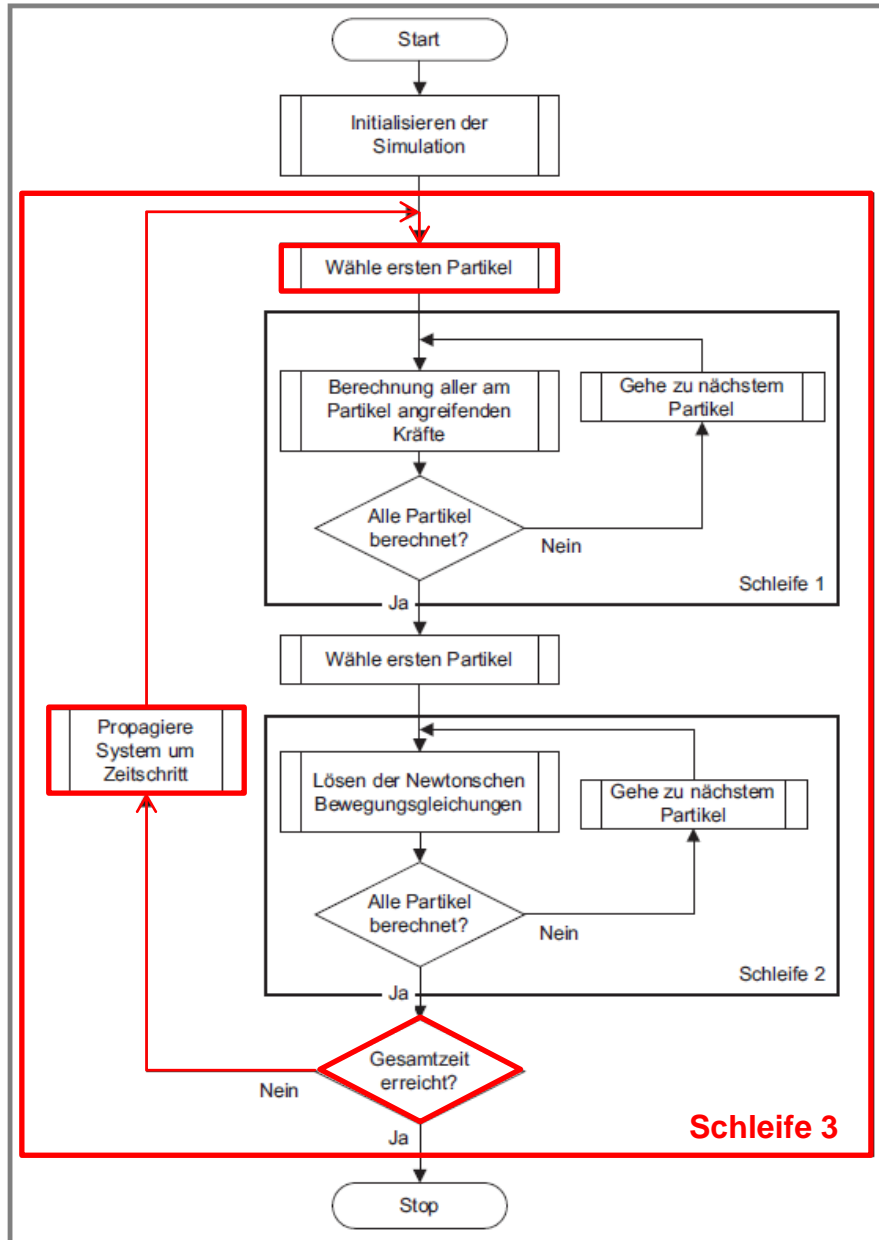 Start
Initialisieren der
Simulation
Wähle ersten Partikel
Berechnung aller am
Partikel angreifenden
Kräfte
Gehe zu nächstem
Partikel
Alle Partikel
berechnet?
Nein
Schleife 1
Ja
Wähle ersten Partikel
Propagiere
System um
Zeitschritt
Lösen der Newtonschen
Bewegungsgleichungen
Gehe zu nächstem
Partikel
Alle Partikel
berechnet?
Nein
Schleife 2
Ja
Gesamtzeit
erreicht?
Nein
Schleife 3
Ja
Stop